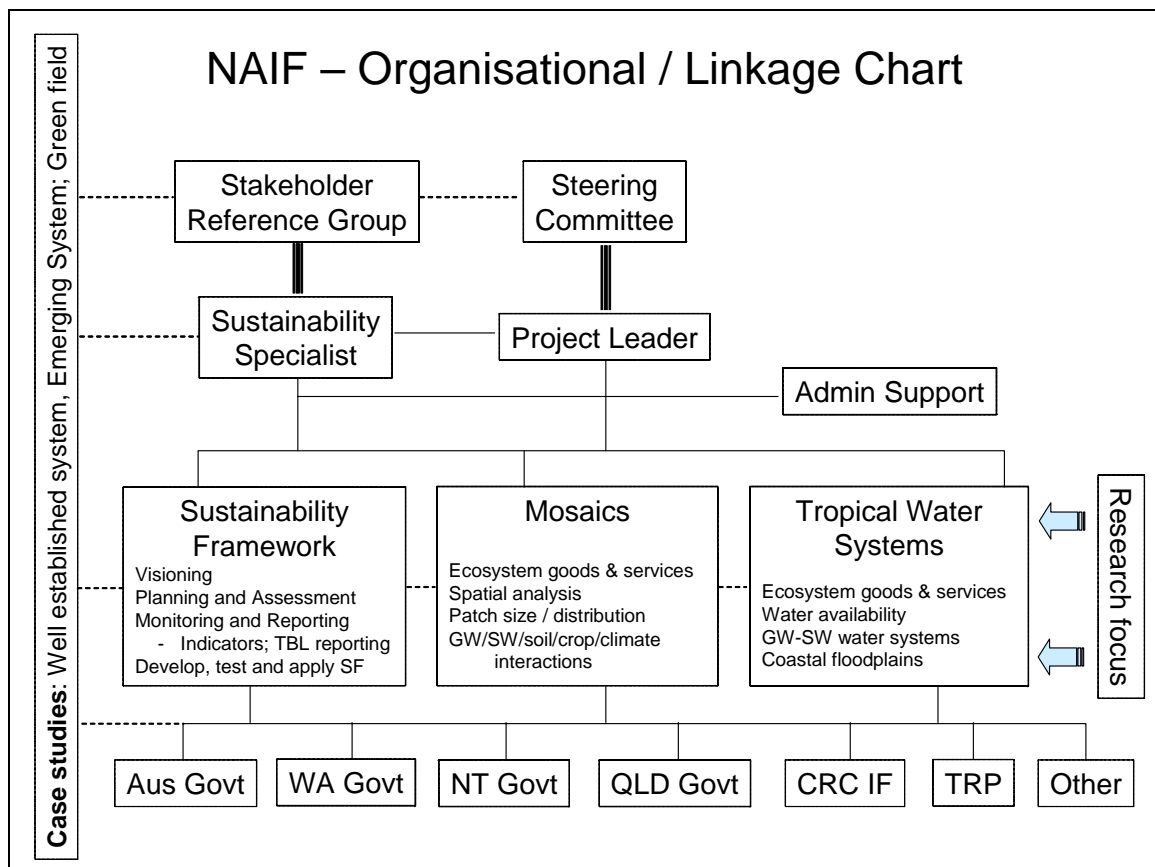 NAIF – Organisational / Linkage Chart
Case studies: Well established system, Emerging System; Green field
Stakeholder
Reference Group
Steering
Committee
Sustainability
Specialist
Project Leader
Admin Support
Sustainability
Framework
Visioning
Planning and Assessment
Monitoring and Reporting
- Indicators; TBL reporting
Develop, test and apply SF
Mosaics
Ecosystem goods & services
Spatial analysis
Patch size / distribution
GW/SW/soil/crop/climate
interactions
Tropical Water
Systems
Ecosystem goods & services
Water availability
GW-SW water systems
Coastal floodplains
Research focus
Aus Govt
WA Govt
NT Govt
QLD Govt
CRC IF
TRP
Other